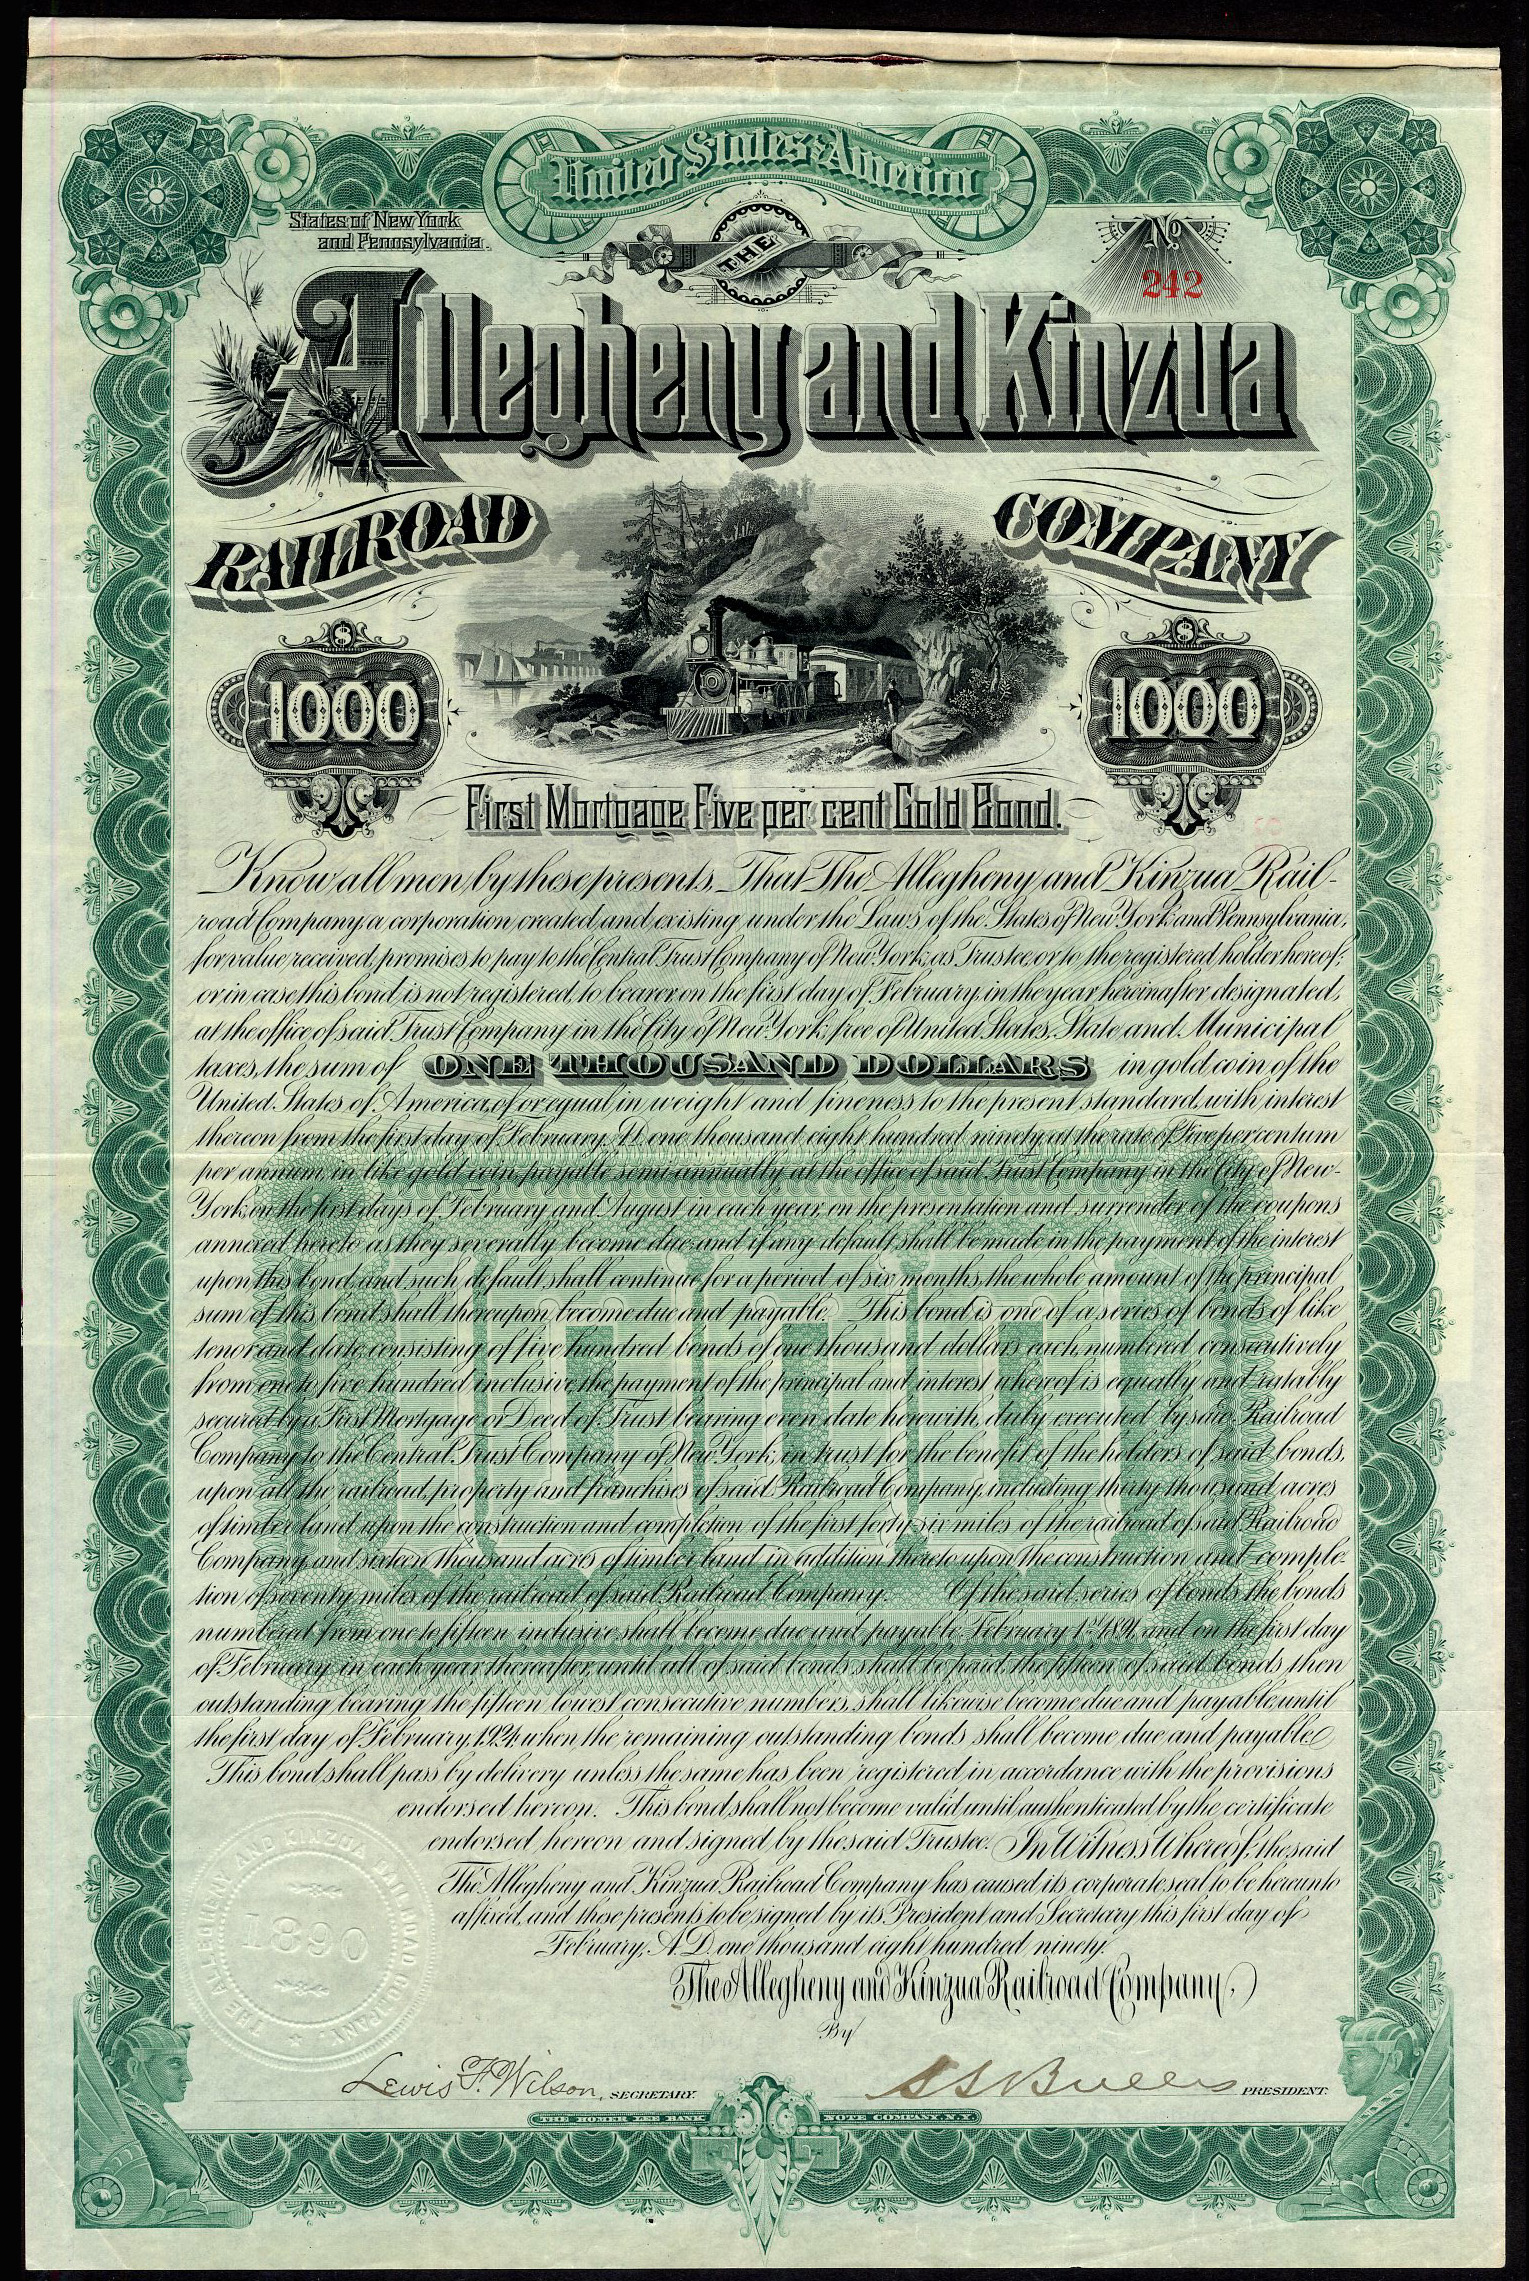 United States of America
States of New York
and Pennsylvania.
THE
No
242
Allegheny and Kinzua
RAILROAD COMPANY
$ $
1000 1000
First Mortgage Five per cent Gold Bond.
Know all men by these presents, That The Allegheny and Kinzua Rail-
road Company, a corporation created and existing under the Laws of the States of New York and Pennsylvania,
for value received, promises to pay to the Central Trust Company of New York, as Trustee, or to the registered holder hereof;
or in case this bond is not registered, to bearer on the first day of February, in the year hereinafter designated,
at the office of said Trust Company in the City of New York, free of United States, State and Municipal
taxes, the sum of ONE THOUSAND DOLLARS in gold coin of the
United States of America, of or equal in weight and fineness to the present standard, with interest
thereon from the first day of February, A.D. one thousand eight hundred ninety, at the rate of Five per centum
per annum, in like gold coin, payable semi-annually at the office of said Trust Company in the City of New-
York, on the first days of February and August in each year, on the presentation and surrender of the coupons
annexed hereto as they severally become due, and if any default shall be made in the payment of the interest
upon this bond, and such default shall continue for a period of six months, the whole amount of the principal
sum of this bond shall thereupon become due and payable. This bond is one of a series of bonds of like
tenor and date, consisting of five hundred bonds of one thousand dollars each, numbered consecutively
from one to five hundred inclusive, the payment of the principal and interest whereof is equally and ratably
secured by a First Mortgage or Deed of Trust bearing even date herewith, duly executed by said Railroad
Company to the Central Trust Company of New York, in trust for the benefit of the holders of said bonds,
upon all the railroad, property and franchises of said Railroad Company, including thirty thousand acres
of timber land upon the construction and completion of the first forty six miles of the railroad of said Railroad
Company, and sixteen thousand acres of timber land in addition thereto upon the construction and comple-
tion of seventy miles of the railroad of said Railroad Company. Of the said series of bonds the bonds
numbered from one to fifteen inclusive shall become due and payable February 1st 1891, and on the first day
of February in each year thereafter, until all of said bonds shall be paid, the fifteen of said bonds then
outstanding bearing the fifteen lowest consecutive numbers, shall likewise become due and payable, until
the first day of February, 1924, when the remaining outstanding bonds shall become due and payable.
This bond shall pass by delivery unless the same has been registered in accordance with the provisions
endorsed hereon. This bond shall not become valid until authenticated by the certificate
endorsed hereon and signed by the said Trustee. In Witness Whereof, the said
The Allegheny and Kinzua Railroad Company has caused its corporate seal to be hereunto
affixed, and these presents to be signed by its President and Secretary this first day of
February, A.D. one thousand eight hundred ninety.
The Allegheny and Kinzua Railroad Company,
By
THE ALLEGHENY AND KINZUA RAILROAD COMPANY.
1890
Lewis F. Wilson, SECRETARY. S S Bullis PRESIDENT.
THE HOMER LEE BANK NOTE COMPANY, N.Y.